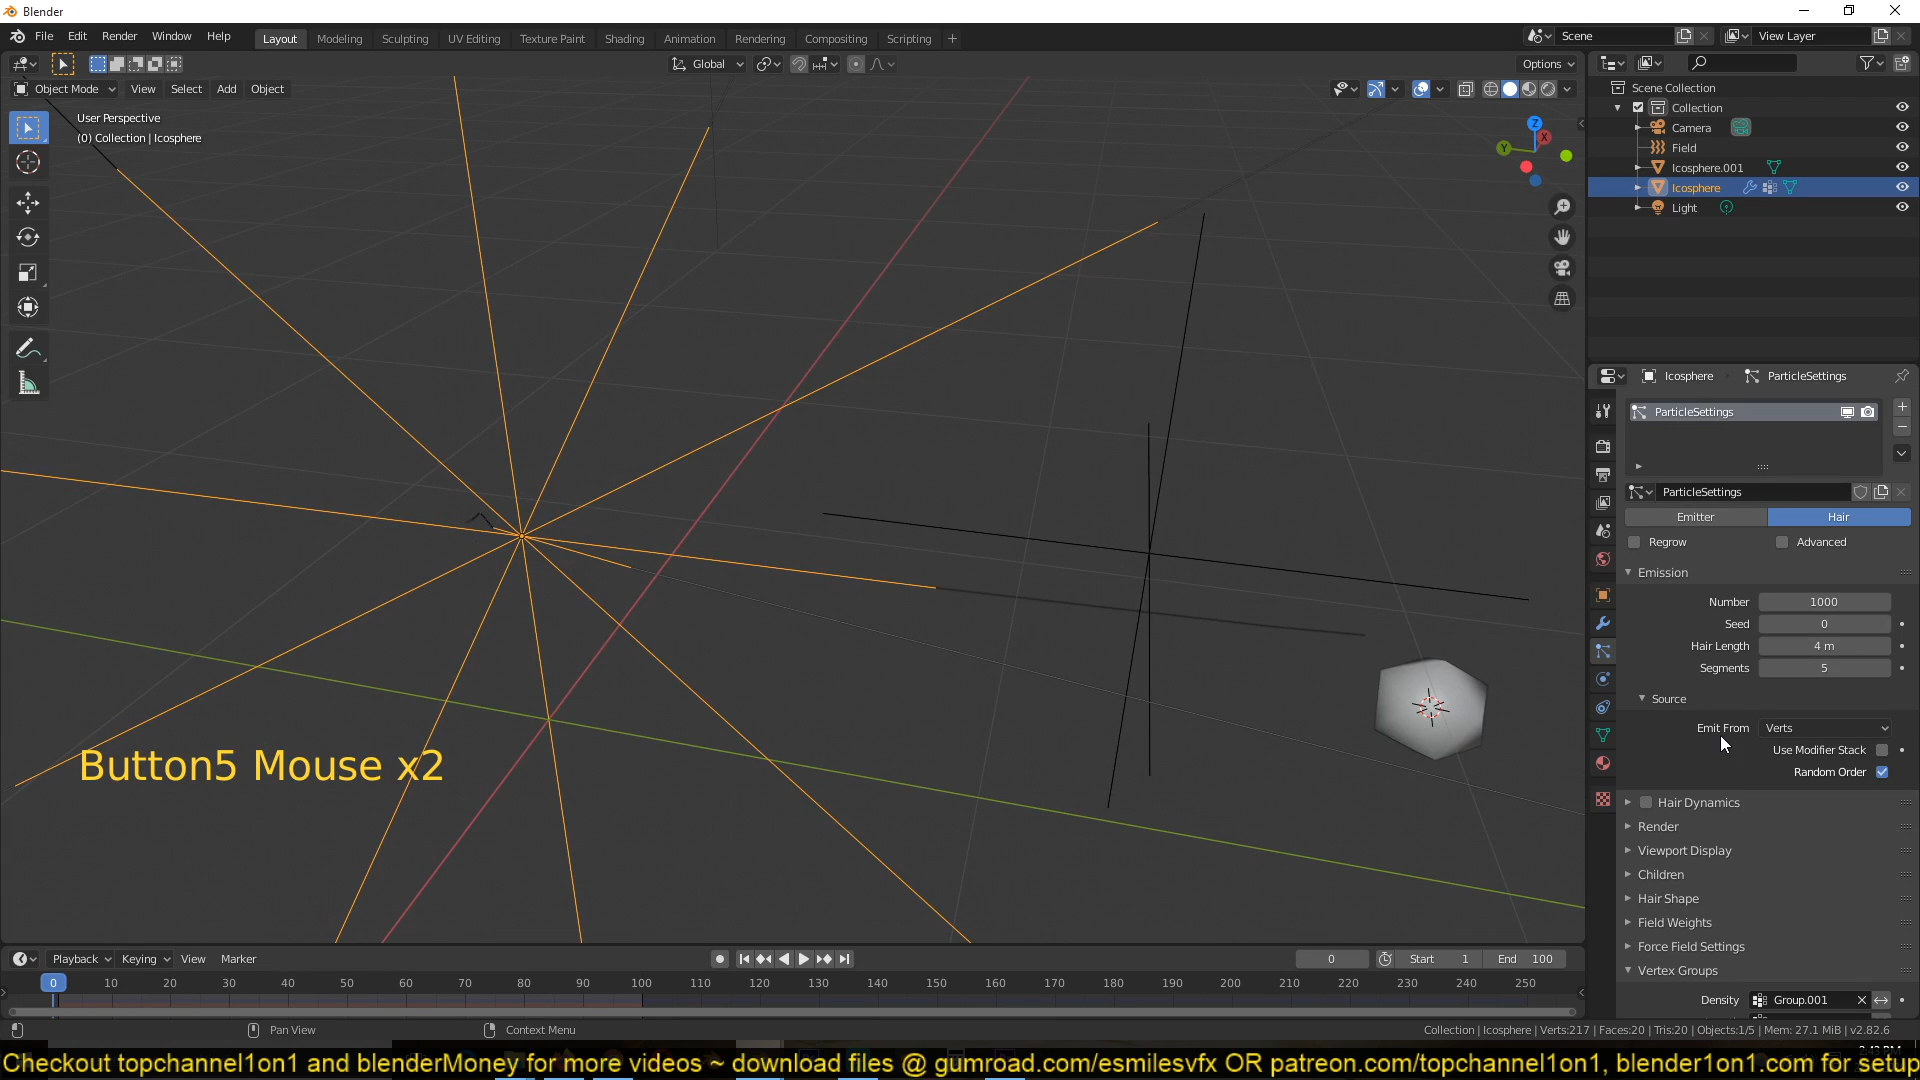 Blender
File Edit Render Window Help
Layout Modeling Sculpting UV Editing Texture Paint Shading Animation Rendering Compositing Scripting +
Scene
View Layer
Global
Options
Object Mode View Select Add Object
User Perspective
(0) Collection | Icosphere
Z
X
Y
Scene Collection
Collection
Camera
Field
Icosphere.001
Icosphere
Light
Icosphere ParticleSettings
ParticleSettings
ParticleSettings
Emitter Hair
Regrow Advanced
Emission
Number 1000
Seed 0
Hair Length 4 m
Segments 5
Source
Emit From Verts
Use Modifier Stack
Random Order
Hair Dynamics
Render
Viewport Display
Children
Hair Shape
Field Weights
Force Field Settings
Vertex Groups
Density Group.001
Button5 Mouse x2
Playback Keying View Marker
0 Start 1 End 100
0 10 20 30 40 50 60 70 80 90 100 110 120 130 140 150 160 170 180 190 200 210 220 230 240 250
Pan View Context Menu
Collection | Icosphere | Verts:217 | Faces:20 | Tris:20 | Objects:1/5 | Mem: 27.1 MiB | v2.82.6
Checkout topchannel1on1 and blenderMoney for more videos ~ download files @ gumroad.com/esmilesvfx OR patreon.com/topchannel1on1, blender1on1.com for setup